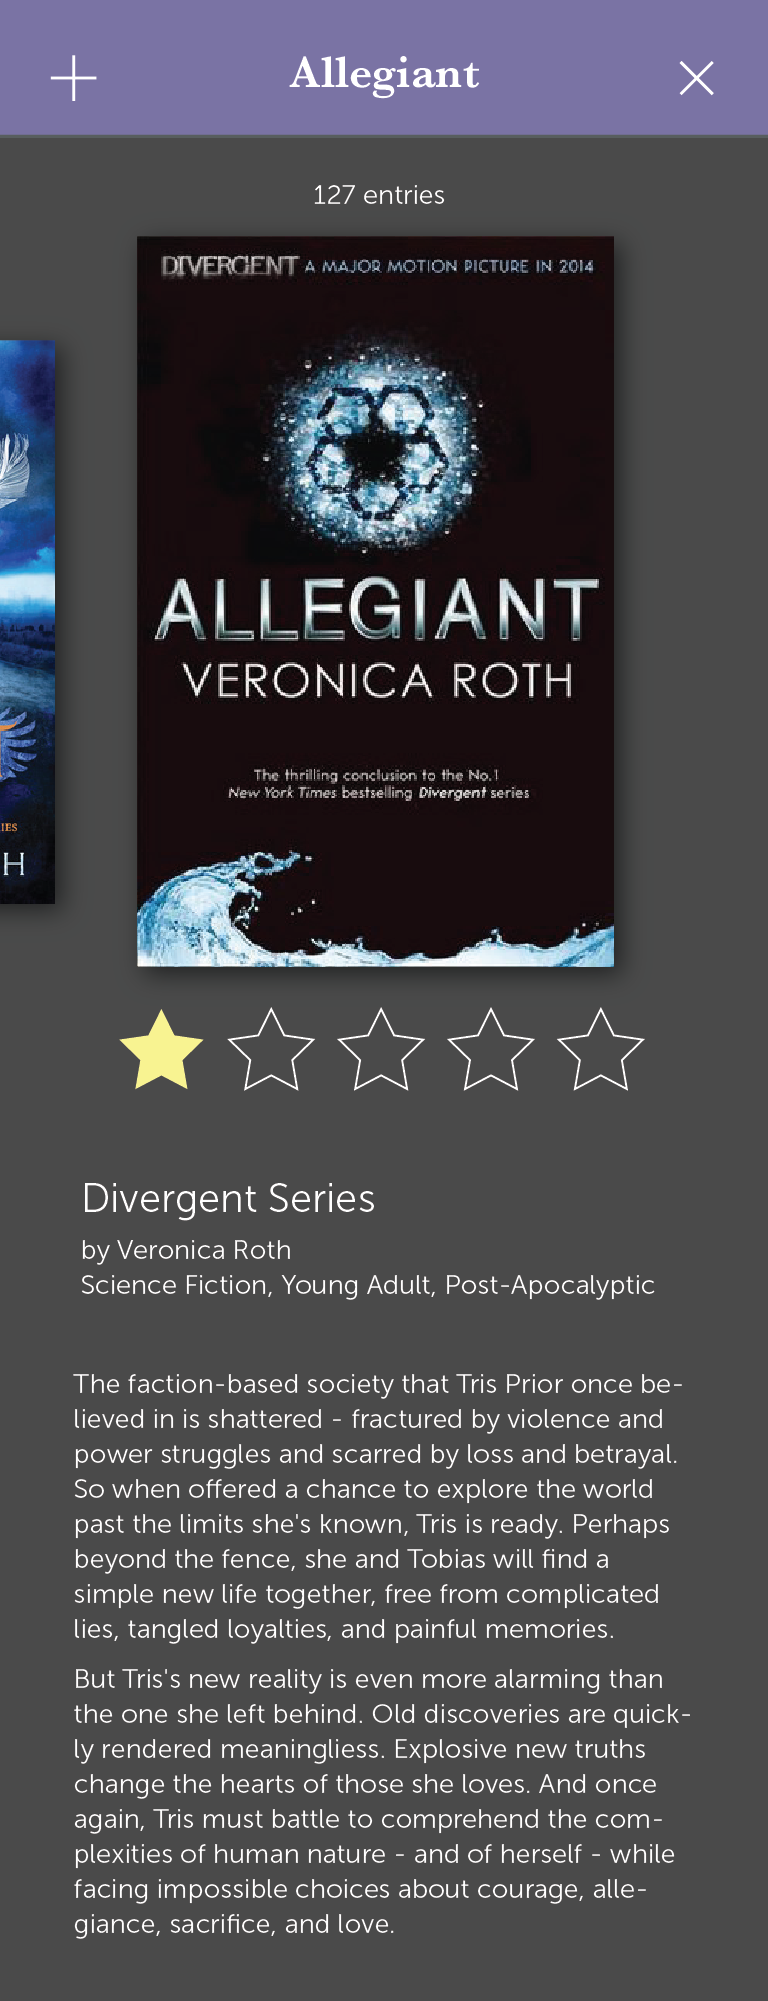 Allegiant
127 entries
DIVERGENT A MAJOR MOTION PICTURE IN 2014
ALLEGIANT
VERONICA ROTH
The thrilling conclusion to the No.1
New York Times bestselling Divergent series
IES
H
Divergent Series
by Veronica Roth
Science Fiction, Young Adult, Post-Apocalyptic
The faction-based society that Tris Prior once be-
lieved in is shattered - fractured by violence and
power struggles and scarred by loss and betrayal.
So when offered a chance to explore the world
past the limits she's known, Tris is ready. Perhaps
beyond the fence, she and Tobias will find a
simple new life together, free from complicated
lies, tangled loyalties, and painful memories.
But Tris's new reality is even more alarming than
the one she left behind. Old discoveries are quick-
ly rendered meaningliess. Explosive new truths
change the hearts of those she loves. And once
again, Tris must battle to comprehend the com-
plexities of human nature - and of herself - while
facing impossible choices about courage, alle-
giance, sacrifice, and love.